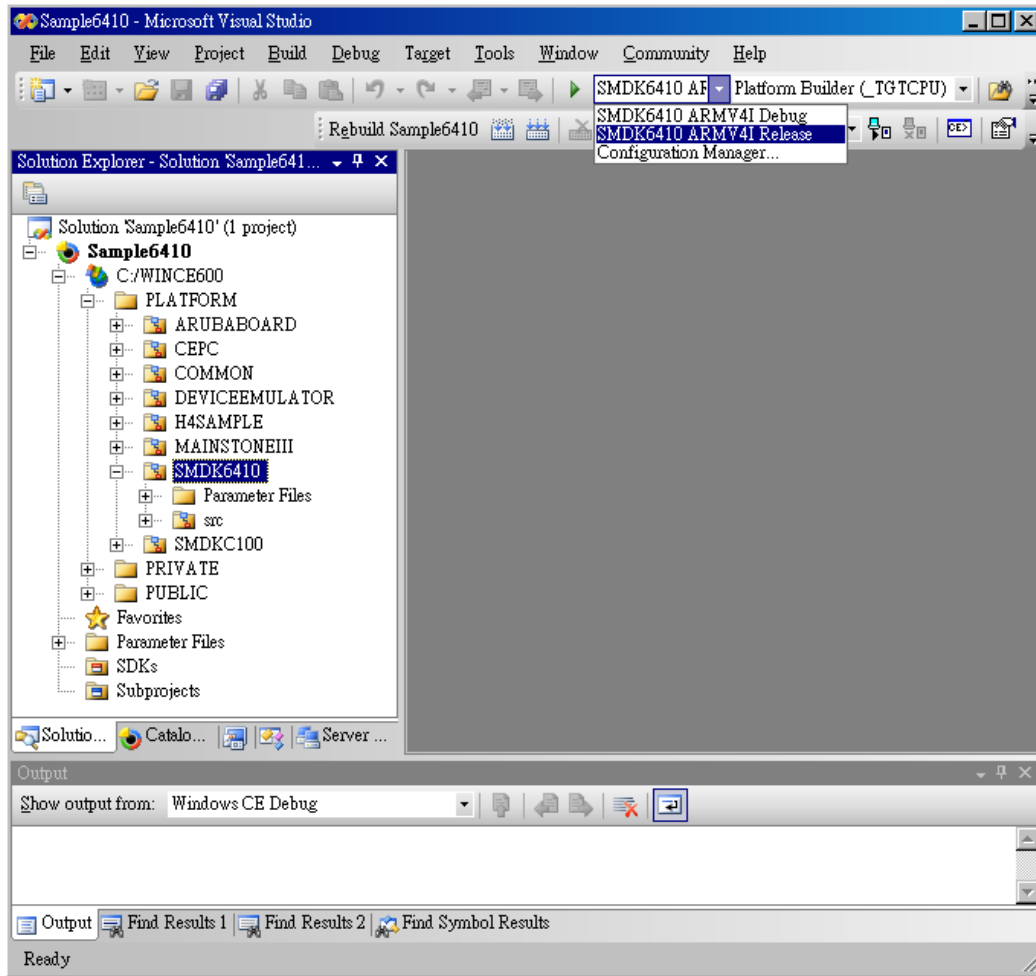 Sample6410 - Microsoft Visual Studio
File Edit View Project Build Debug Target Tools Window Community Help
SMDK6410 AR Platform Builder (_TGTCPU)
SMDK6410 ARMV4I Debug
Rebuild Sample6410
SMDK6410 ARMV4I Release
Configuration Manager...
CE>
Solution Explorer - Solution 'Sample641...
Solution 'Sample6410' (1 project)
Sample6410
C:/WINCE600
PLATFORM
ARUBABOARD
CEPC
COMMON
DEVICEEMULATOR
H4SAMPLE
MAINSTONEIII
SMDK6410
Parameter Files
src
SMDKC100
PRIVATE
PUBLIC
Favorites
Parameter Files
SDKs
Subprojects
Solutio... Catalo... Server ...
Output
Show output from: Windows CE Debug
Output Find Results 1 Find Results 2 Find Symbol Results
Ready